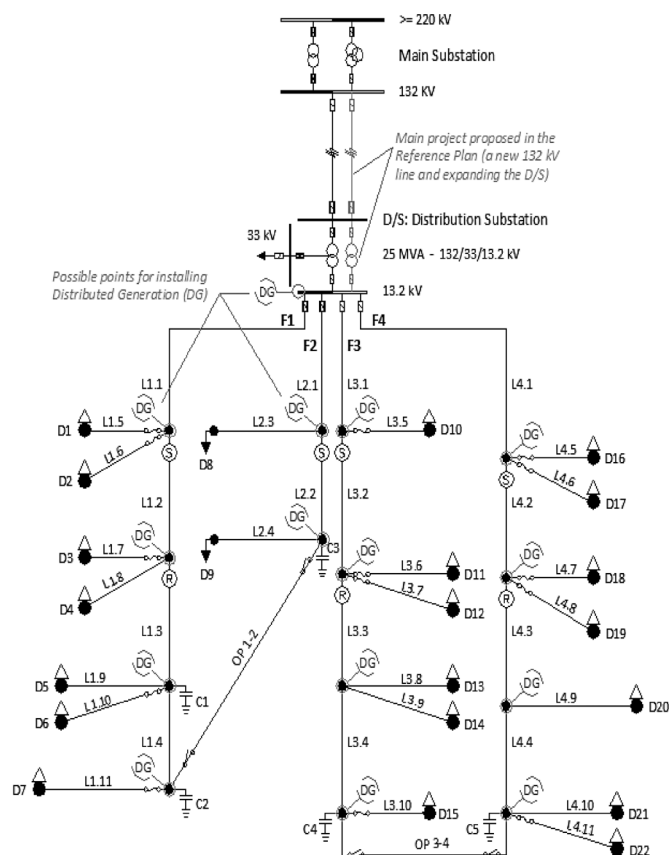 >= 220 kV
Main Substation
132 KV
Main project proposed in the
Reference Plan (a new 132 kV
line and expanding the D/S)
D/S: Distribution Substation
33 kV
25 MVA - 132/33/13.2 kV
Possible points for installing
Distributed Generation (DG)
DG
13.2 kV
F1
F2
F3
F4
L1.1
L2.1
L3.1
L4.1
DG
DG
DG
D1
L1.5
L2.3
L3.5
D10
DG
L1.6
S
D8
S
S
L4.5
D16
D2
S
L4.6
D17
L1.2
L2.2
L3.2
L4.2
DG
DG
L2.4
DG
D3
L1.7
C3
DG
L1.8
D9
L3.6
D11
L4.7
D18
R
L3.7
R
R
L4.8
D4
D12
D19
OP 1-2
L1.3
L3.3
L4.3
DG
DG
D5
L1.9
L3.8
D13
DG
L1.10
C1
L3.9
L4.9
D20
D6
D14
L1.4
L3.4
L4.4
DG
D7
L1.11
C2
DG
DG
L3.10
D15
L4.10
D21
C4
C5
L4.11
OP 3-4
D22